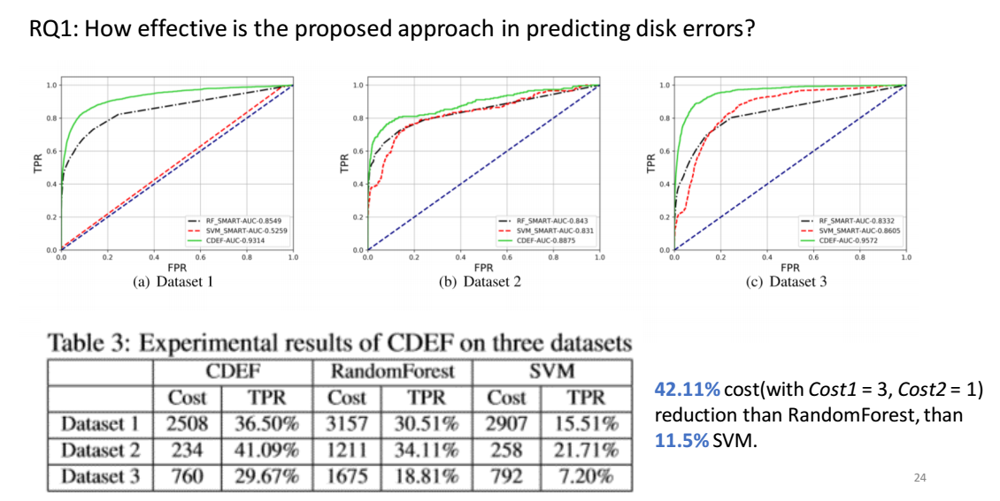 RQ1: How effective is the proposed approach in predicting disk errors?
1.0
0.8
0.6
0.4
0.2
0.0
TPR
0.0 0.2 0.4 0.6 0.8 1.0
FPR
RF_SMART-AUC-0.8549
SVM_SMART-AUC-0.5259
CDEF-AUC-0.9314
(a) Dataset 1
1.0
0.8
0.6
0.4
0.2
0.0
TPR
0.0 0.2 0.4 0.6 0.8 1.0
FPR
RF_SMART-AUC-0.843
SVM_SMART-AUC-0.831
CDEF-AUC-0.8875
(b) Dataset 2
1.0
0.8
0.6
0.4
0.2
0.0
TPR
0.0 0.2 0.4 0.6 0.8 1.0
FPR
RF_SMART-AUC-0.8332
SVM_SMART-AUC-0.8605
CDEF-AUC-0.9572
(c) Dataset 3
Table 3: Experimental results of CDEF on three datasets
CDEF RandomForest SVM
Cost TPR Cost TPR Cost TPR
Dataset 1 2508 36.50% 3157 30.51% 2907 15.51%
Dataset 2 234 41.09% 1211 34.11% 258 21.71%
Dataset 3 760 29.67% 1675 18.81% 792 7.20%
42.11% cost(with Cost1 = 3, Cost2 = 1)
reduction than RandomForest, than
11.5% SVM.
24